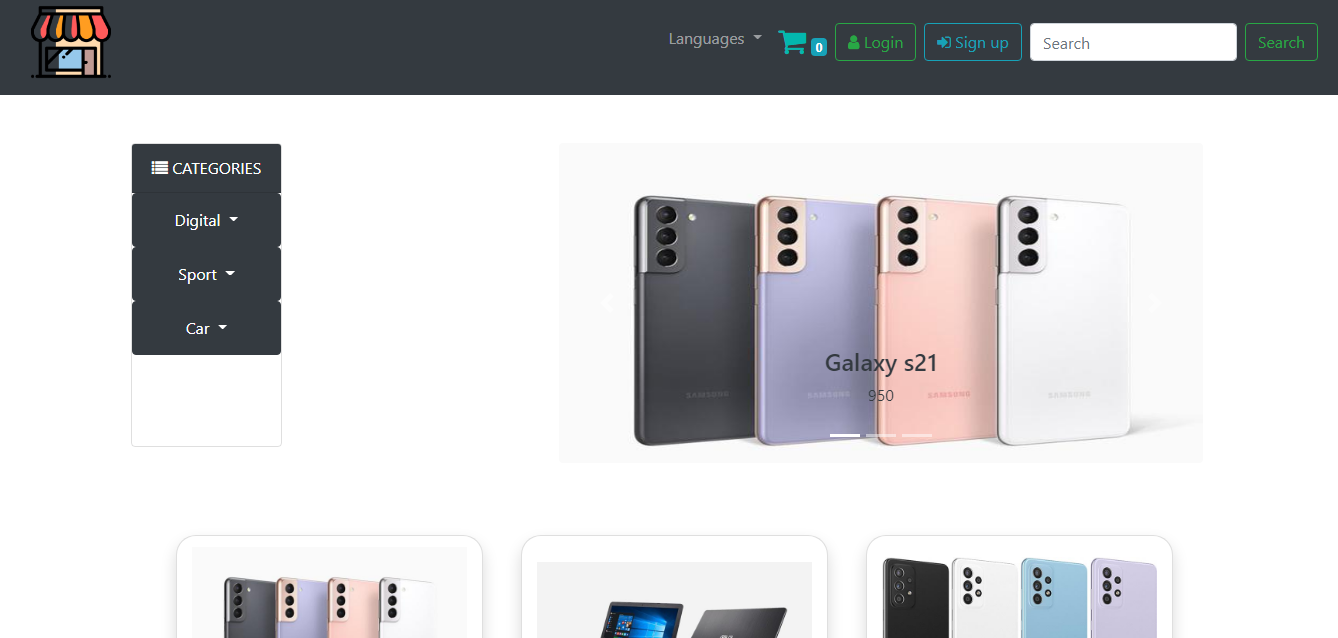 Languages
0
Login
Sign up
Search
Search
CATEGORIES
Digital
Sport
Car
Galaxy s21
950
SAMSUNG
SAMSUNG
SAMSUNG
SAMSUNG